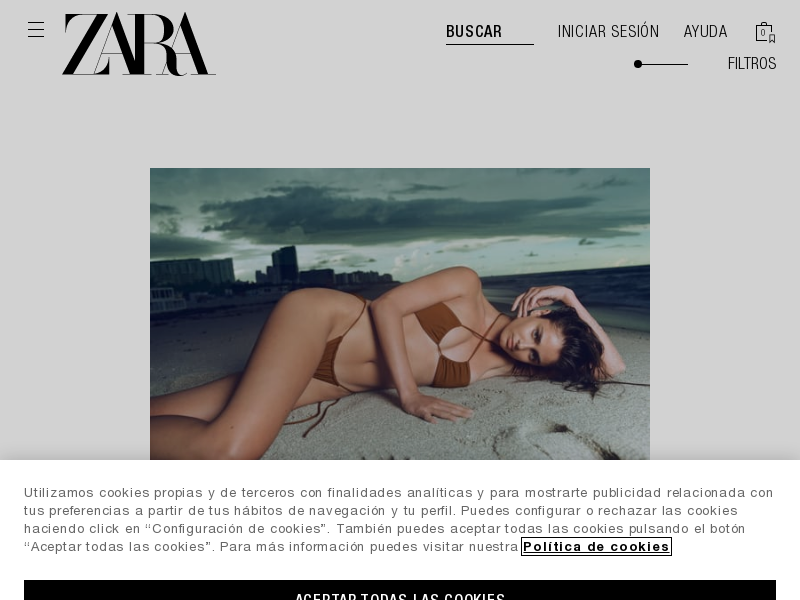 ZARA
BUSCAR
INICIAR SESIÓN
AYUDA
0
FILTROS
Utilizamos cookies propias y de terceros con finalidades analíticas y para mostrarte publicidad relacionada con
tus preferencias a partir de tus hábitos de navegación y tu perfil. Puedes configurar o rechazar las cookies
haciendo click en “Configuración de cookies”. También puedes aceptar todas las cookies pulsando el botón
“Aceptar todas las cookies”. Para más información puedes visitar nuestra Política de cookies
ACEPTAR TODAS LAS COOKIES